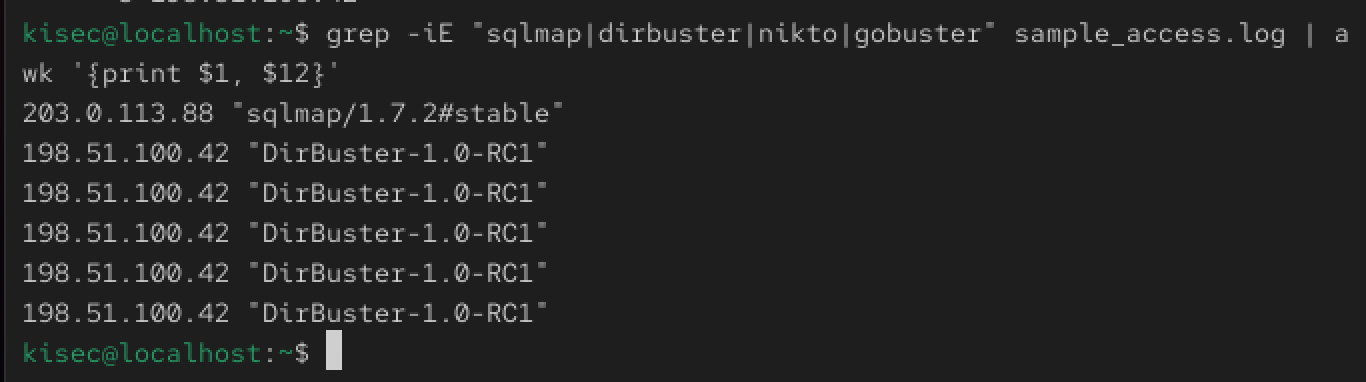 kisec@localhost:~$ grep -iE "sqlmap|dirbuster|nikto|gobuster" sample_access.log | a
wk '{print $1, $12}'
203.0.113.88 "sqlmap/1.7.2#stable"
198.51.100.42 "DirBuster-1.0-RC1"
198.51.100.42 "DirBuster-1.0-RC1"
198.51.100.42 "DirBuster-1.0-RC1"
198.51.100.42 "DirBuster-1.0-RC1"
198.51.100.42 "DirBuster-1.0-RC1"
kisec@localhost:~$